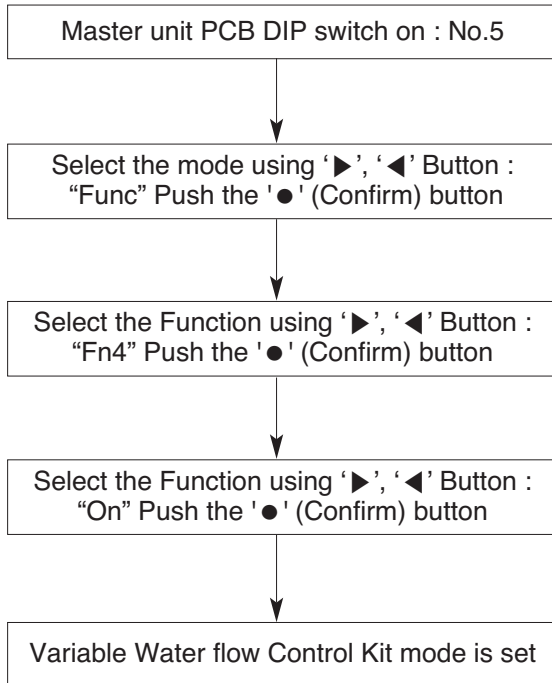 Master unit PCB DIP switch on : No.5
Select the mode using ‘▶’, ‘◀’ Button :
“Func” Push the '●' (Confirm) button
Select the Function using ‘▶’, ‘◀’ Button :
“Fn4” Push the '●' (Confirm) button
Select the Function using ‘▶’, ‘◀’ Button :
“On” Push the '●' (Confirm) button
Variable Water flow Control Kit mode is set